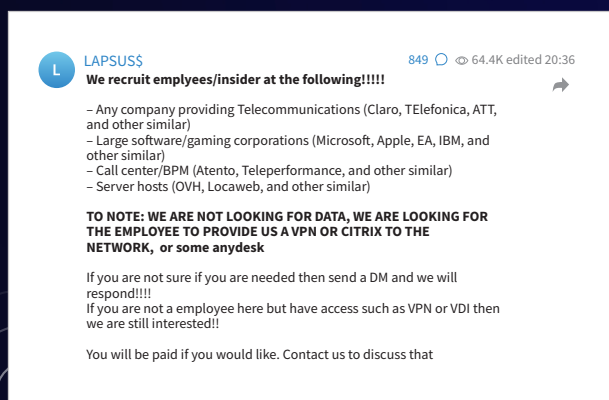 L
LAPSUS$ 849 64.4K edited 20:36
We recruit emplyees/insider at the following!!!!!
– Any company providing Telecommunications (Claro, TElefonica, ATT,
and other similar)
– Large software/gaming corporations (Microsoft, Apple, EA, IBM, and
other similar)
– Call center/BPM (Atento, Teleperformance, and other similar)
– Server hosts (OVH, Locaweb, and other similar)
TO NOTE: WE ARE NOT LOOKING FOR DATA, WE ARE LOOKING FOR
THE EMPLOYEE TO PROVIDE US A VPN OR CITRIX TO THE
NETWORK, or some anydesk
If you are not sure if you are needed then send a DM and we will
respond!!!!
If you are not a employee here but have access such as VPN or VDI then
we are still interested!!
You will be paid if you would like. Contact us to discuss that